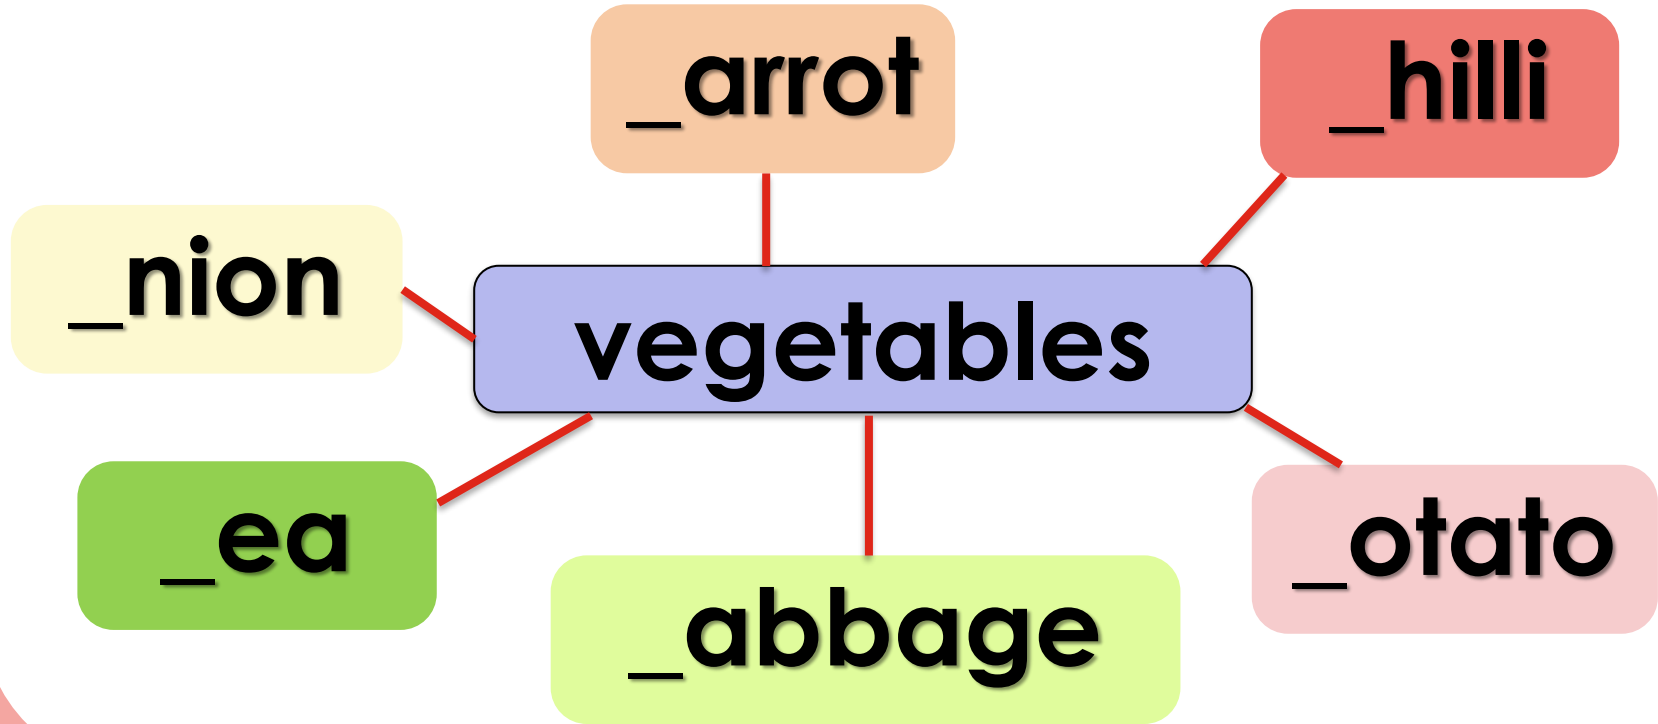 _arrot
_hilli
_nion
vegetables
_ea
_otato
_abbage